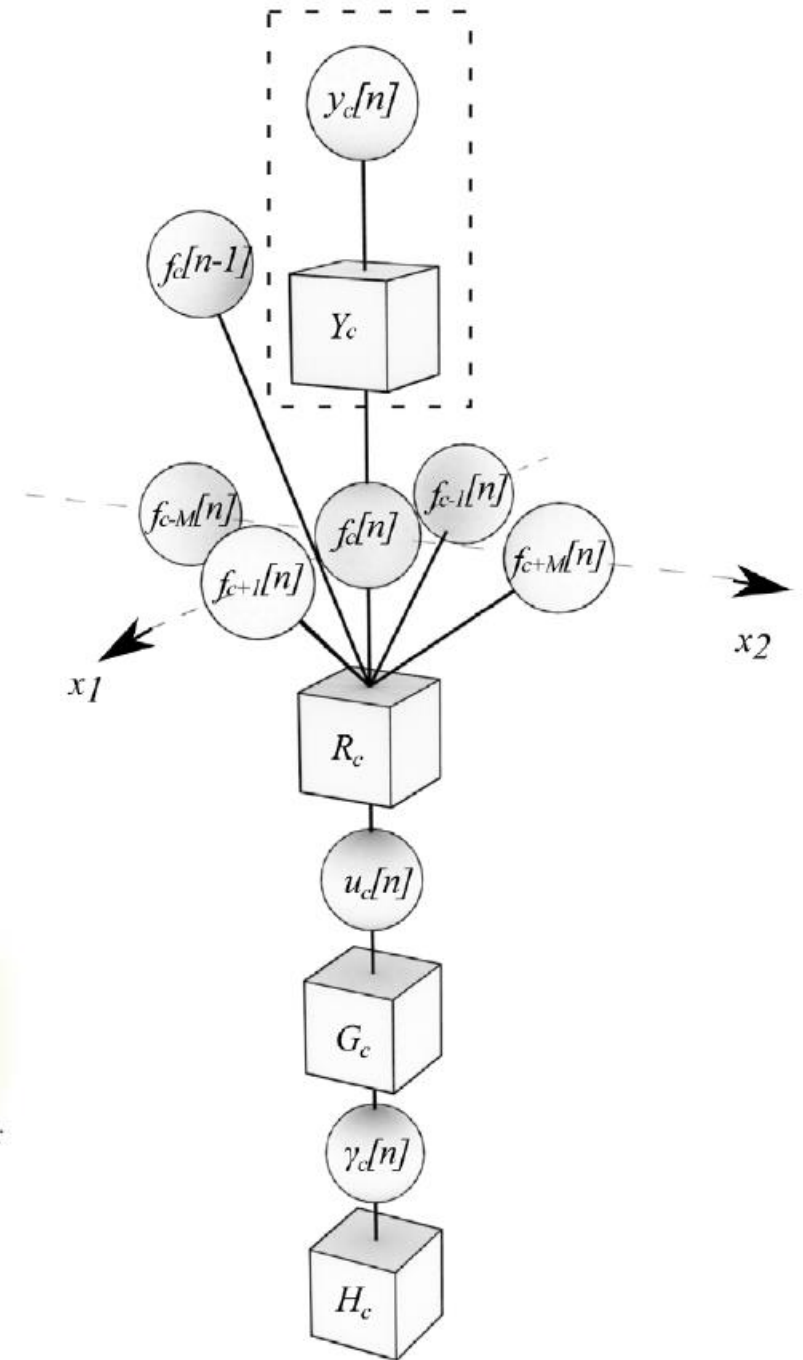 y_c[n]
f_c[n-1]
Y_c
f_{c-1}[n]
f_{c-M}[n]
f_c[n]
f_{c+M}[n]
f_{c+1}[n]
x2
x1
R_c
u_c[n]
G_c
γ_c[n]
H_c